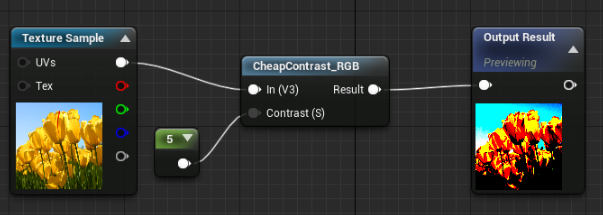 Texture Sample
UVs
Tex
CheapContrast_RGB
In (V3)
Result
Contrast (S)
5
Output Result
Previewing